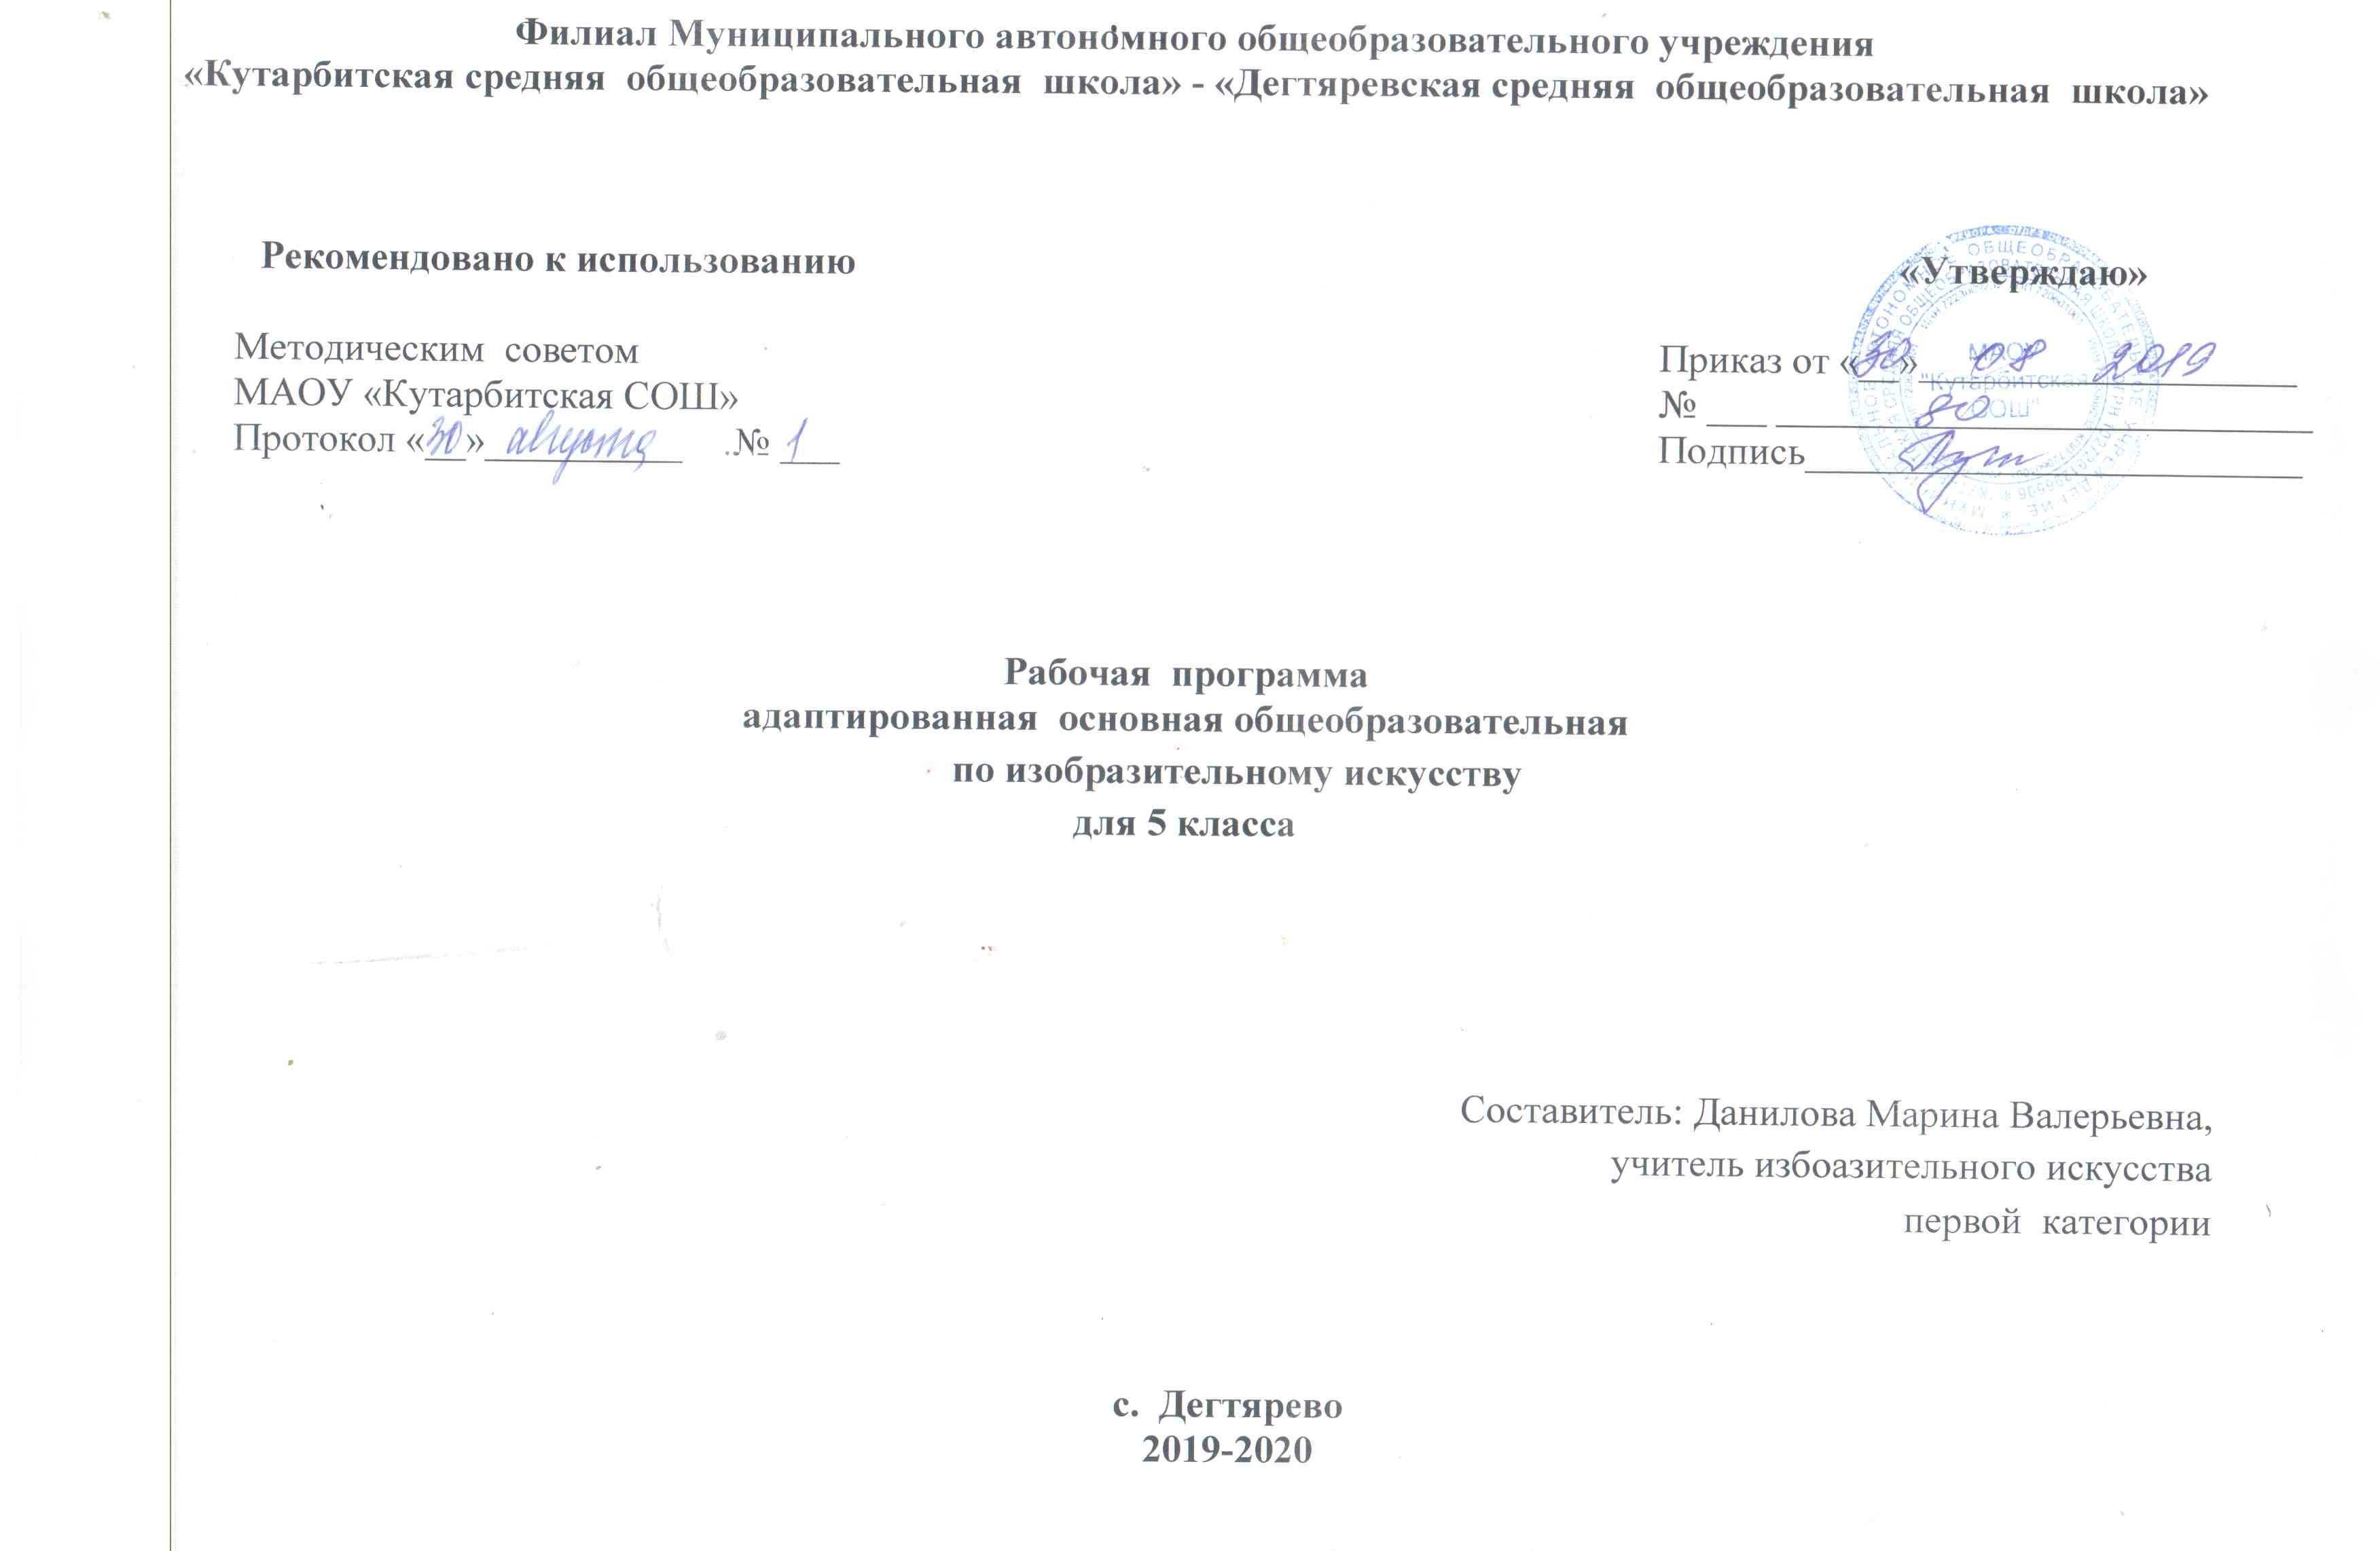 Филиал Муниципального автономного общеобразовательного учреждения
«Кутарбитская средняя общеобразовательная школа» - «Дегтяревская средняя общеобразовательная школа»
Рекомендовано к использованию
«Утверждаю»
Методическим советом
МАОУ «Кутарбитская СОШ»
Протокол «30» августа .№ 1
Приказ от «30» 08 2019
№ 80
Подпись
МАОУ
"Кутарбитская
СОШ"
Рабочая программа
адаптированная основная общеобразовательная
по изобразительному искусству
для 5 класса
Составитель: Данилова Марина Валерьевна,
учитель избоазительного искусства
первой категории
с. Дегтярево
2019-2020